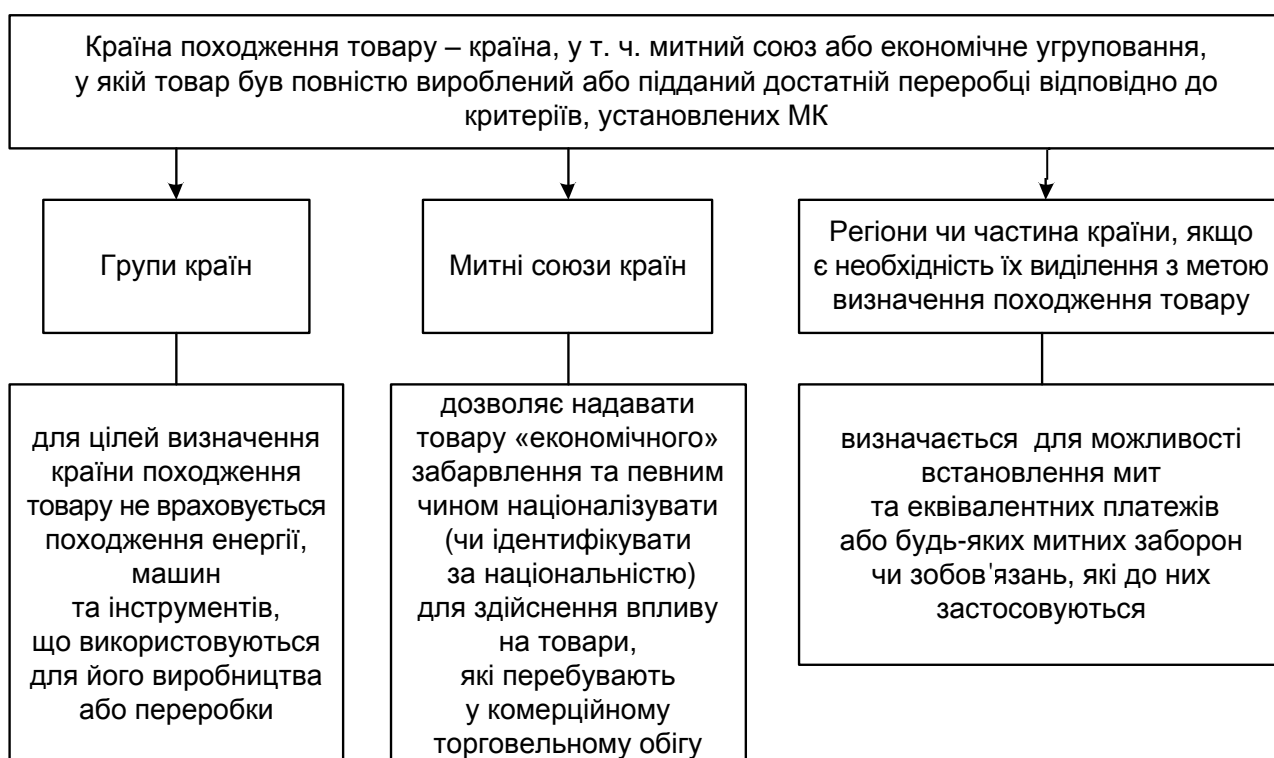 Країна походження товару – країна, у т. ч. митний союз або економічне угруповання,
у якій товар був повністю вироблений або підданий достатній переробці відповідно до
критеріїв, установлених МК
Групи країн
Митні союзи країн
Регіони чи частина країни, якщо
є необхідність їх виділення з метою
визначення походження товару
для цілей визначення
країни походження
товару не враховується
походження енергії,
машин
та інструментів,
що використовуються
для його виробництва
або переробки
дозволяє надавати
товару «економічного»
забарвлення та певним
чином націоналізувати
(чи ідентифікувати
за національністю)
для здійснення впливу
на товари,
які перебувають
у комерційному
торговельному обігу
визначається для можливості
встановлення мит
та еквівалентних платежів
або будь-яких митних заборон
чи зобов'язань, які до них
застосовуються